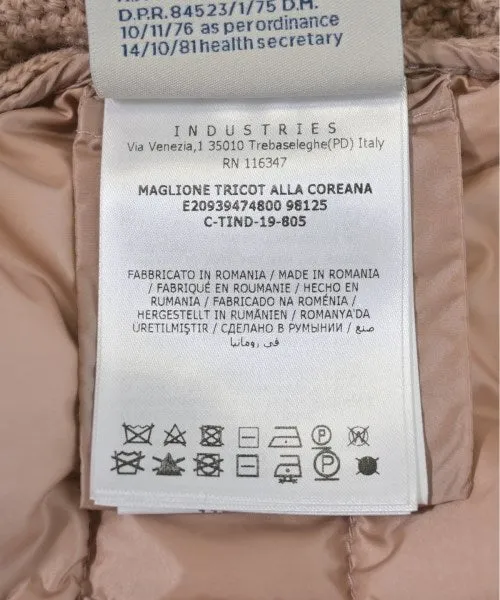 D.P.R. 84523/1/75 D.M.
10/11/76 as per ordinance
14/10/81 health secretary
INDUSTRIES
Via Venezia,1 35010 Trebaseleghe(PD) Italy
RN 116347
MAGLIONE TRICOT ALLA COREANA
E20939474800 98125
C-TIND-19-805
FABBRICATO IN ROMANIA / MADE IN ROMANIA
/ FABRIQUÉ EN ROUMANIE / HECHO EN
RUMANIA / FABRICADO NA ROMÉNIA /
HERGESTELLT IN RUMÄNIEN / ROMANYA'DA
ÜRETILMIŞTIR / СДЕЛАНО В РУМЫНИИ / صنع
في رومانيا
P W
P